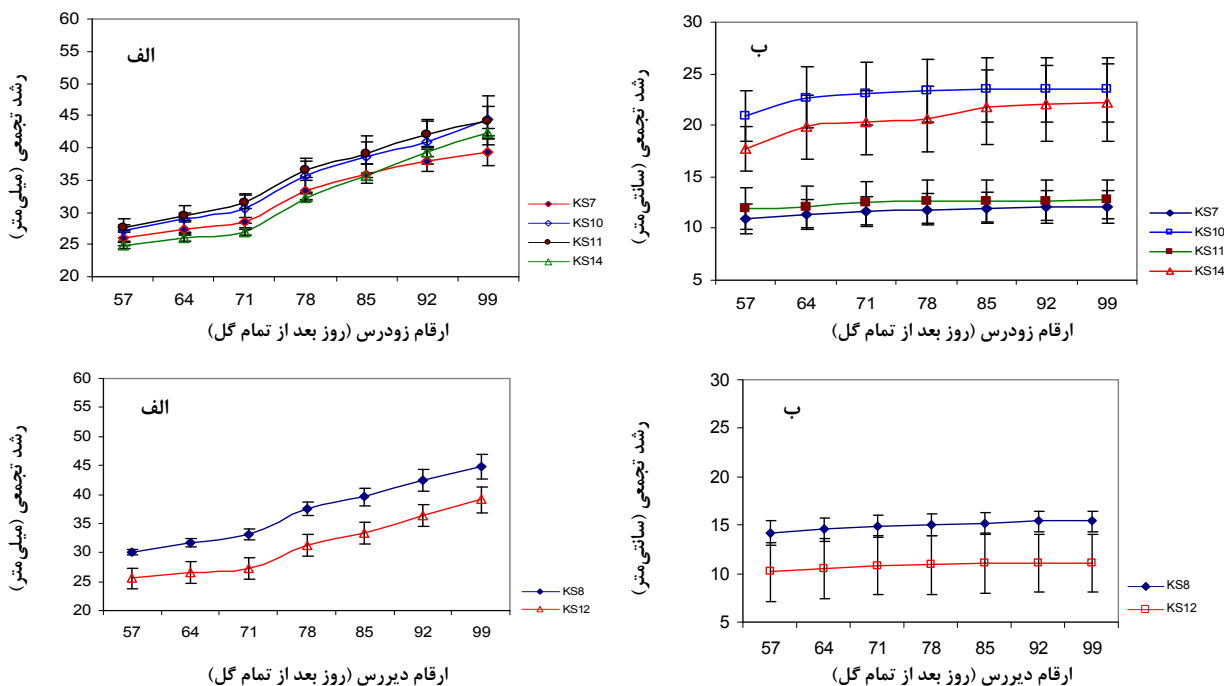 الف
رشد تجمعی (میلی‌متر)
60
55
50
45
40
35
30
25
20
57 64 71 78 85 92 99
ارقام زودرس (روز بعد از تمام گل)
KS7
KS10
KS11
KS14
ب
رشد تجمعی (سانتی‌متر)
30
25
20
15
10
5
57 64 71 78 85 92 99
ارقام زودرس (روز بعد از تمام گل)
KS7
KS10
KS11
KS14
الف
رشد تجمعی (میلی‌متر)
60
55
50
45
40
35
30
25
20
57 64 71 78 85 92 99
ارقام دیررس (روز بعد از تمام گل)
KS8
KS12
ب
رشد تجمعی (سانتی‌متر)
30
25
20
15
10
5
57 64 71 78 85 92 99
ارقام دیررس (روز بعد از تمام گل)
KS8
KS12